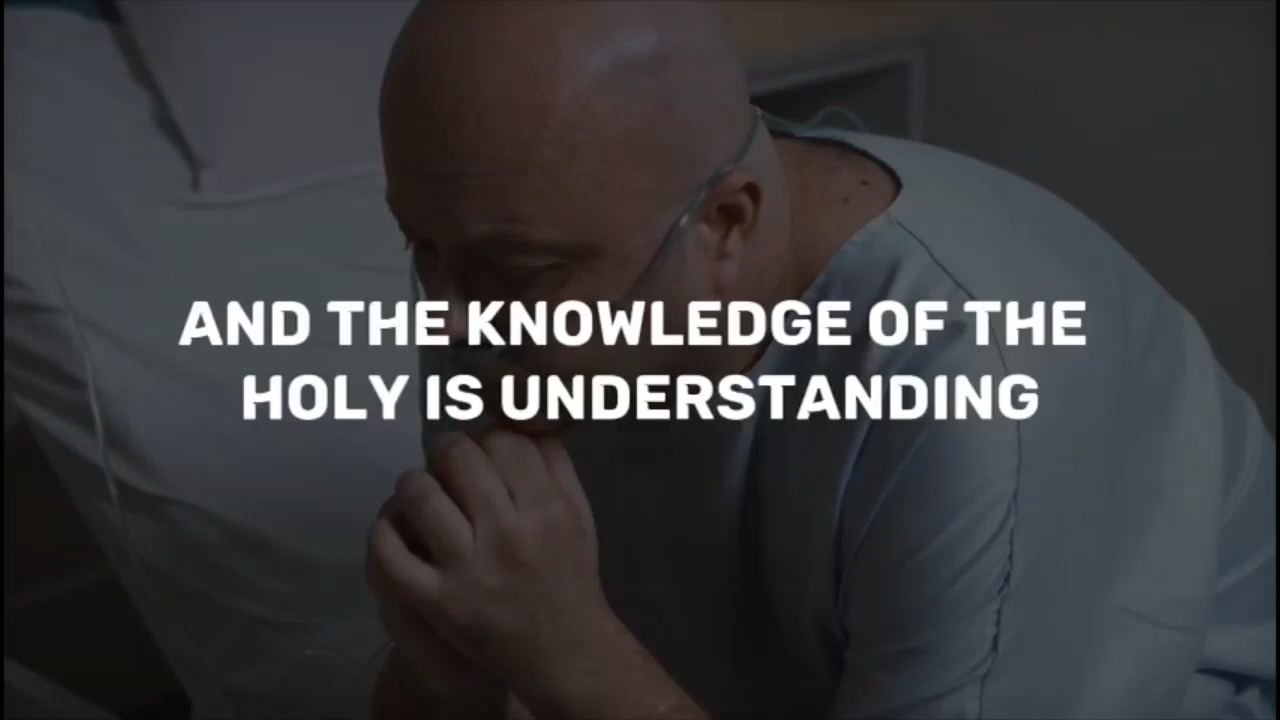 AND THE KNOWLEDGE OF THE
HOLY IS UNDERSTANDING